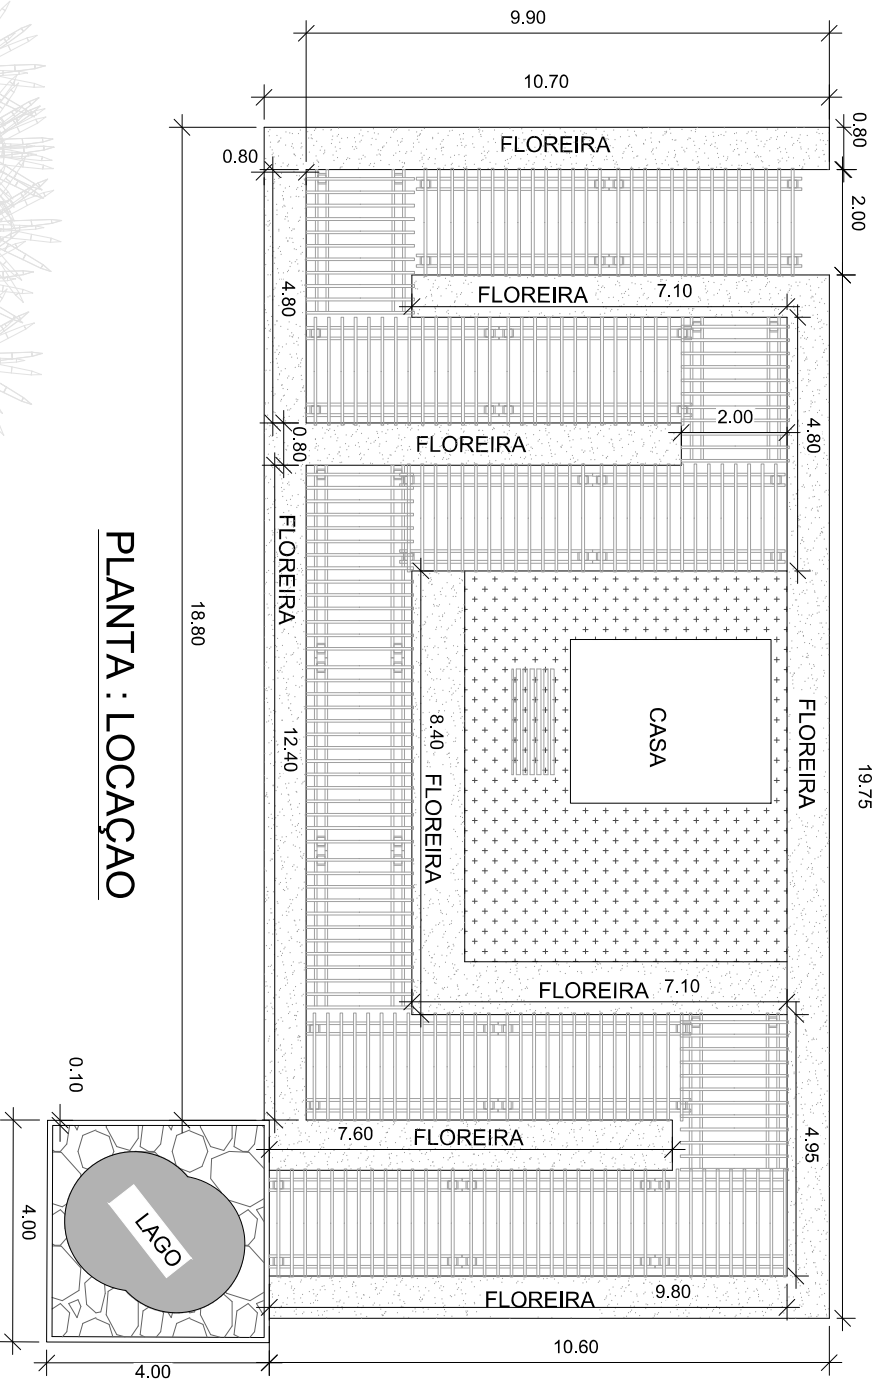 9.90
10.70
0.80
FLOREIRA
0.80
2.00
4.80
FLOREIRA
7.10
2.00
4.80
0.80
FLOREIRA
FLOREIRA
18.80
PLANTA : LOCAÇAO
CASA
FLOREIRA
19.75
8.40
FLOREIRA
12.40
FLOREIRA
7.10
0.10
7.60
FLOREIRA
4.95
4.00
LAGO
FLOREIRA
9.80
10.60
4.00